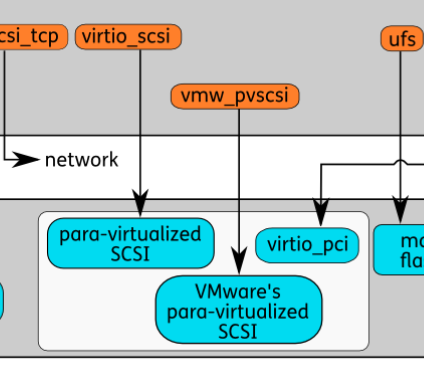 csi_tcp
virtio_scsi
ufs
vmw_pvscsi
network
para-virtualized
SCSI
virtio_pci
VMware's
para-virtualized
SCSI